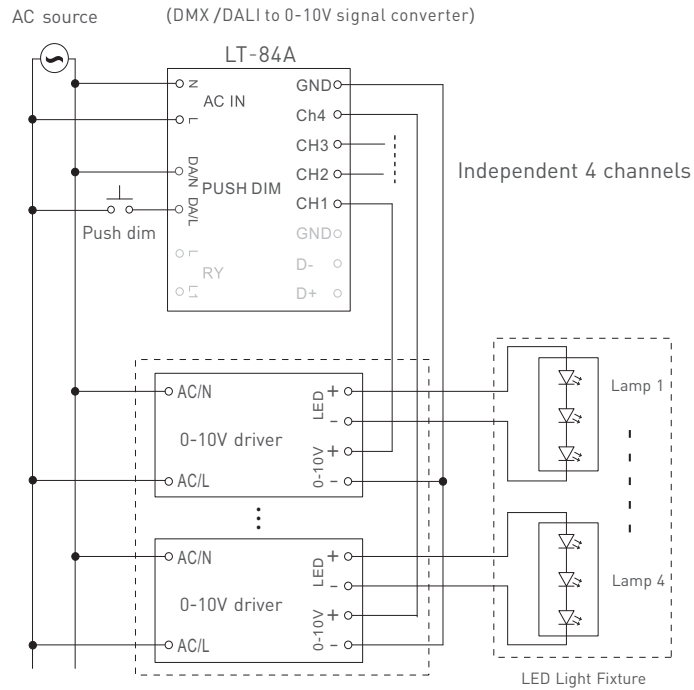 AC source
(DMX/DALI to 0-10V signal converter)
LT-84A
N
AC IN
L
DA/N
PUSH DIM
DA/L
Push dim
L
RY
L1
GND
Ch4
CH3
CH2
CH1
GND
D-
D+
Independent 4 channels
AC/N
0-10V driver
AC/L
LED
+
-
0-10V
+
-
Lamp 1
AC/N
0-10V driver
AC/L
LED
+
-
0-10V
+
-
Lamp 4
LED Light Fixture